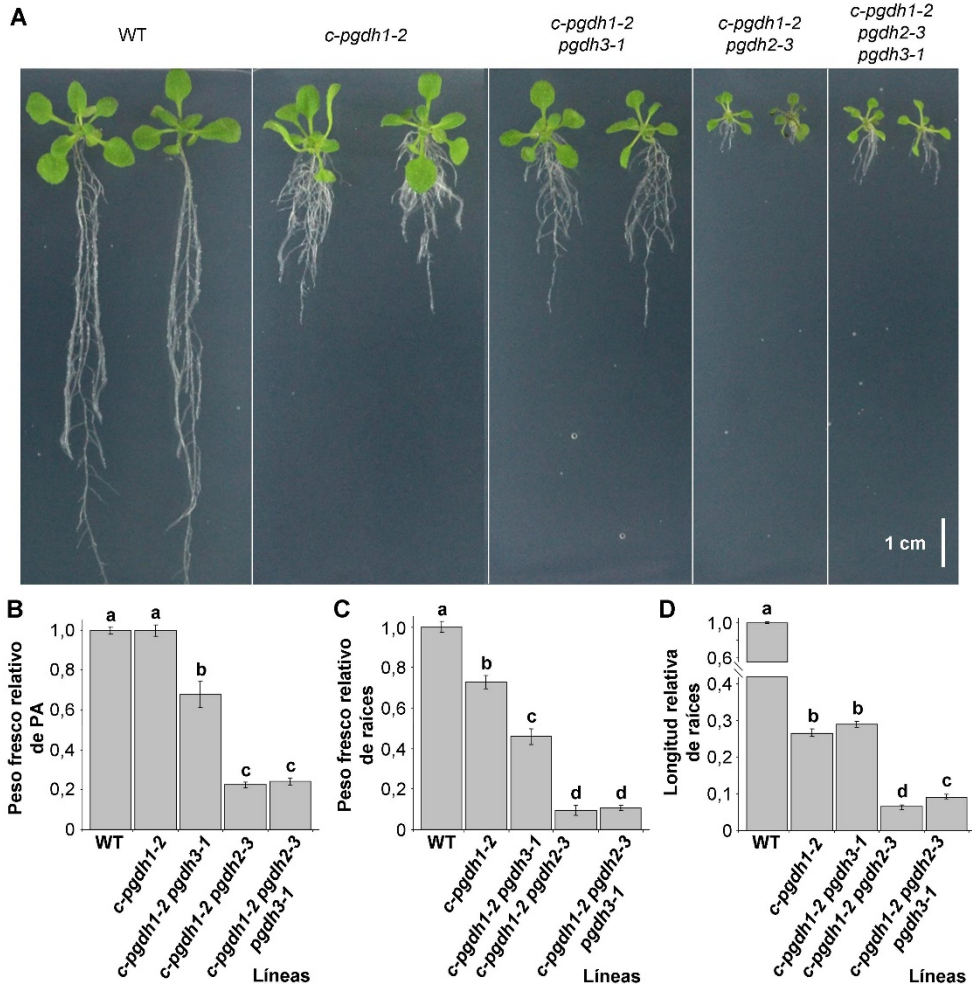 A
WT
c-pgdh1-2
c-pgdh1-2
pgdh3-1
c-pgdh1-2
pgdh2-3
c-pgdh1-2
pgdh2-3
pgdh3-1
1 cm
B
Peso fresco relativo
de PA
1,0
0,8
0,6
0,4
0,2
0
a
a
b
c
c
WT
c-pgdh1-2
c-pgdh1-2 pgdh3-1
c-pgdh1-2 pgdh2-3
c-pgdh1-2 pgdh2-3
pgdh3-1
Líneas
C
Peso fresco relativo
de raíces
1,0
0,8
0,6
0,4
0,2
0
a
b
c
d
d
WT
c-pgdh1-2
c-pgdh1-2 pgdh3-1
c-pgdh1-2 pgdh2-3
c-pgdh1-2 pgdh2-3
pgdh3-1
Líneas
D
Longitud relativa
de raíces
1,0
0,6
0,4
0,3
0,2
0,1
0
a
b
b
d
c
WT
c-pgdh1-2
c-pgdh1-2 pgdh3-1
c-pgdh1-2 pgdh2-3
c-pgdh1-2 pgdh2-3
pgdh3-1
Líneas